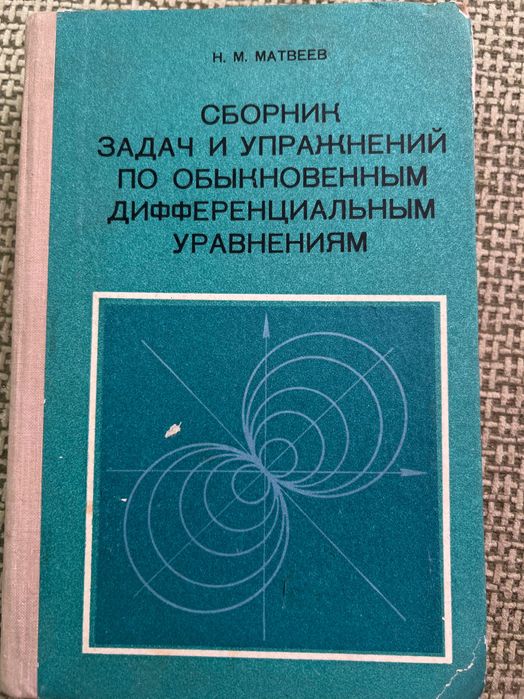 Н. М. МАТВЕЕВ
СБОРНИК
ЗАДАЧ И УПРАЖНЕНИЙ
ПО ОБЫКНОВЕННЫМ
ДИФФЕРЕНЦИАЛЬНЫМ
УРАВНЕНИЯМ